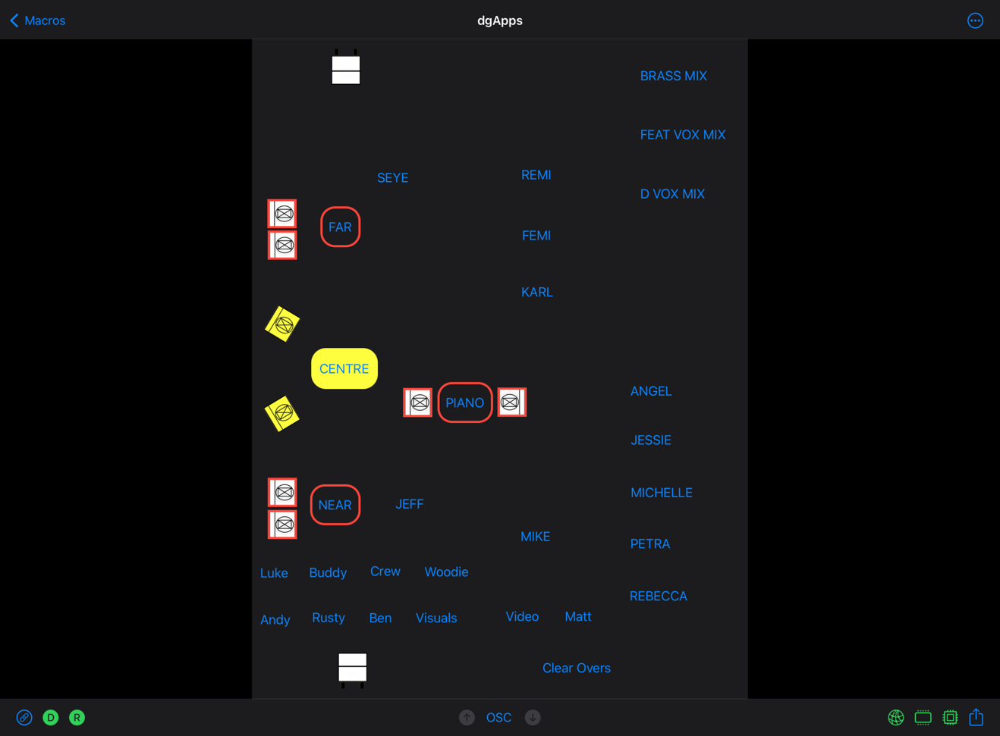 Macros
dgApps
BRASS MIX
FEAT VOX MIX
SEYE
REMI
D VOX MIX
FAR
FEMI
KARL
CENTRE
ANGEL
PIANO
JESSIE
MICHELLE
NEAR
JEFF
MIKE
PETRA
Luke Buddy Crew Woodie
REBECCA
Andy Rusty Ben Visuals Video Matt
Clear Overs
D R OSC